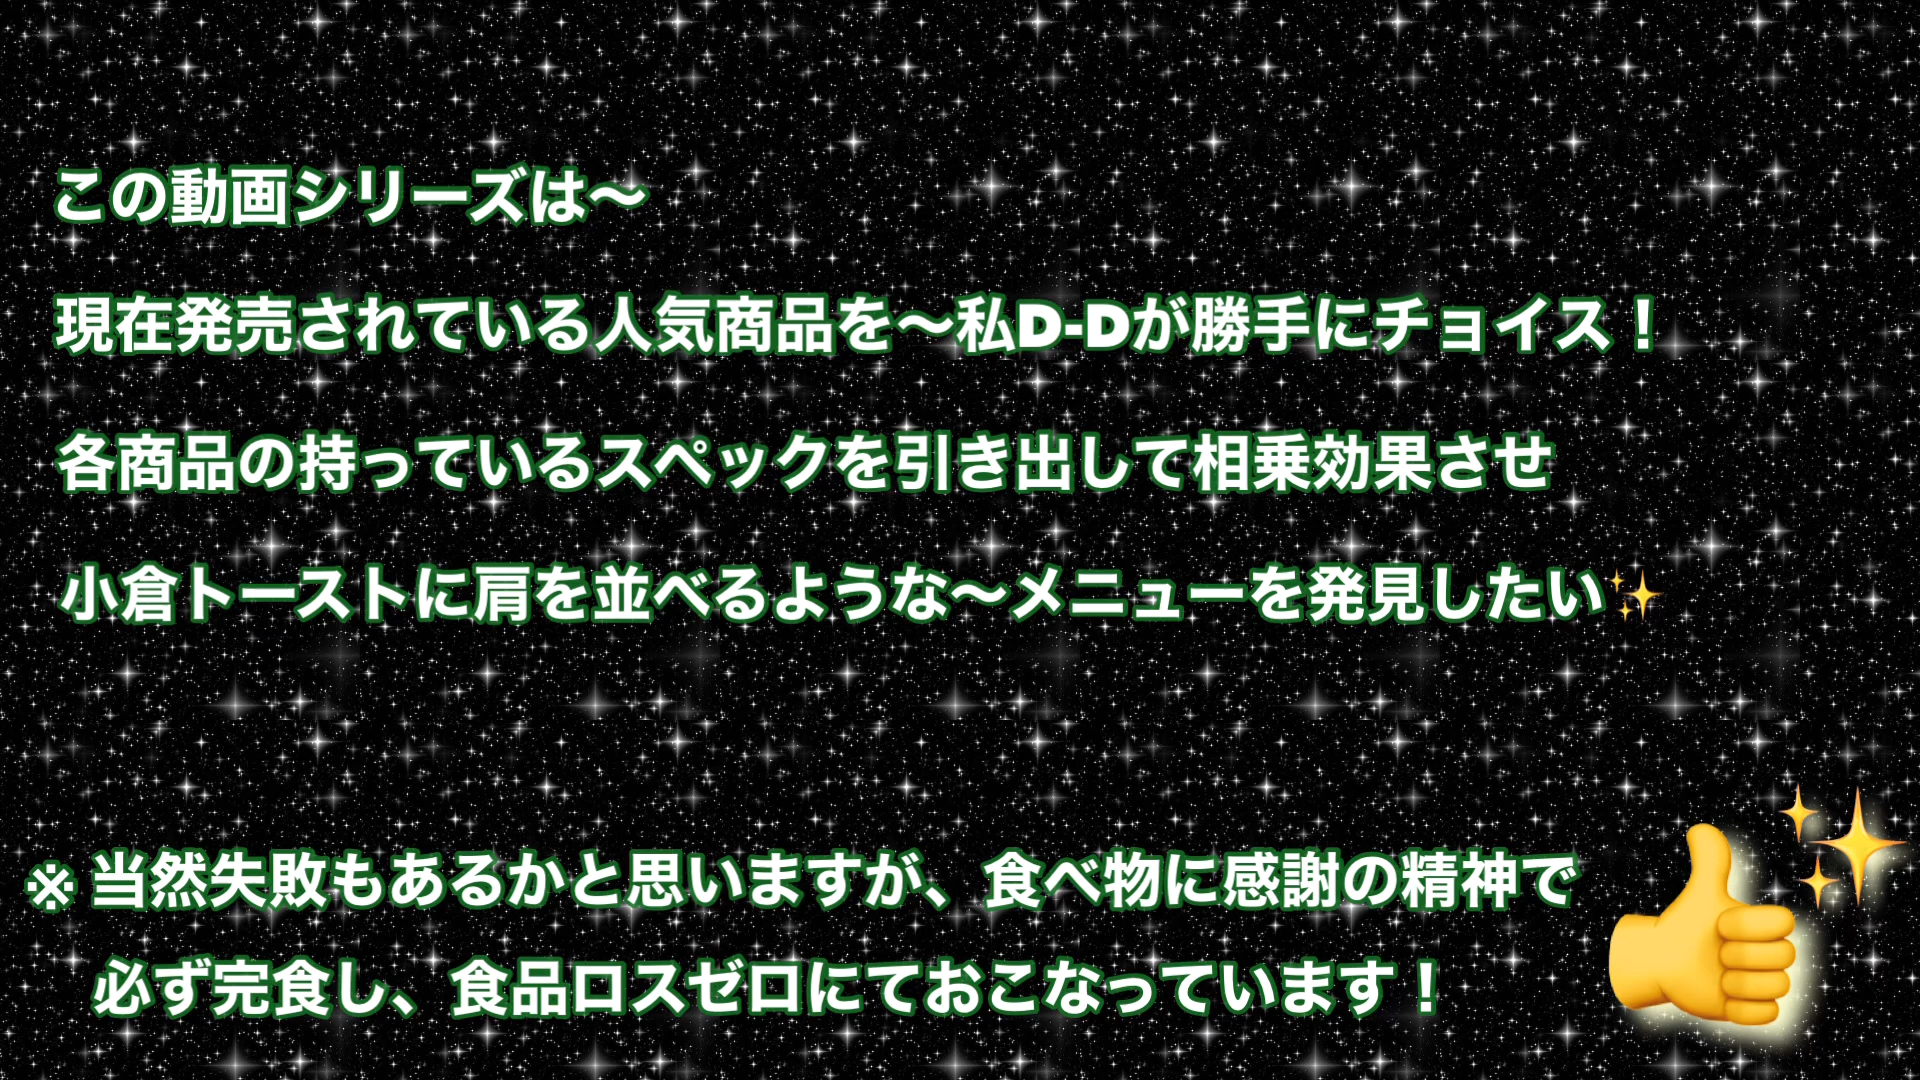 この動画シリーズは〜
現在発売されている人気商品を〜私D-Dが勝手にチョイス！
各商品の持っているスペックを引き出して相乗効果させ
小倉トーストに肩を並べるような〜メニューを発見したい✨
※ 当然失敗もあるかと思いますが、食べ物に感謝の精神で
必ず完食し、食品ロスゼロにておこなっています！